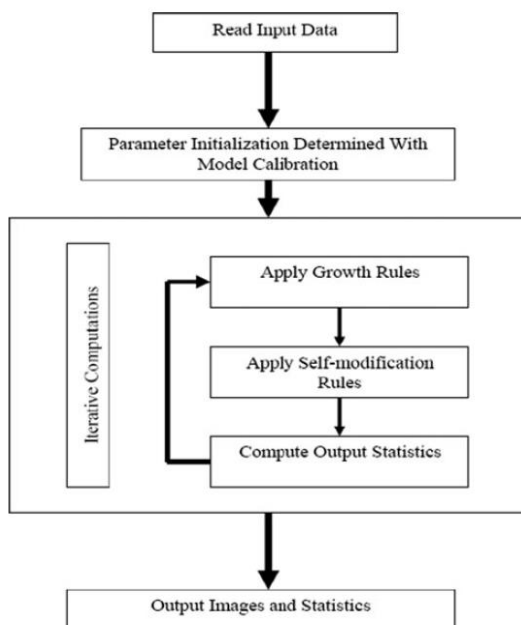 Read Input Data
Parameter Initialization Determined With
Model Calibration
Iterative Computations
Apply Growth Rules
Apply Self-modification
Rules
Compute Output Statistics
Output Images and Statistics